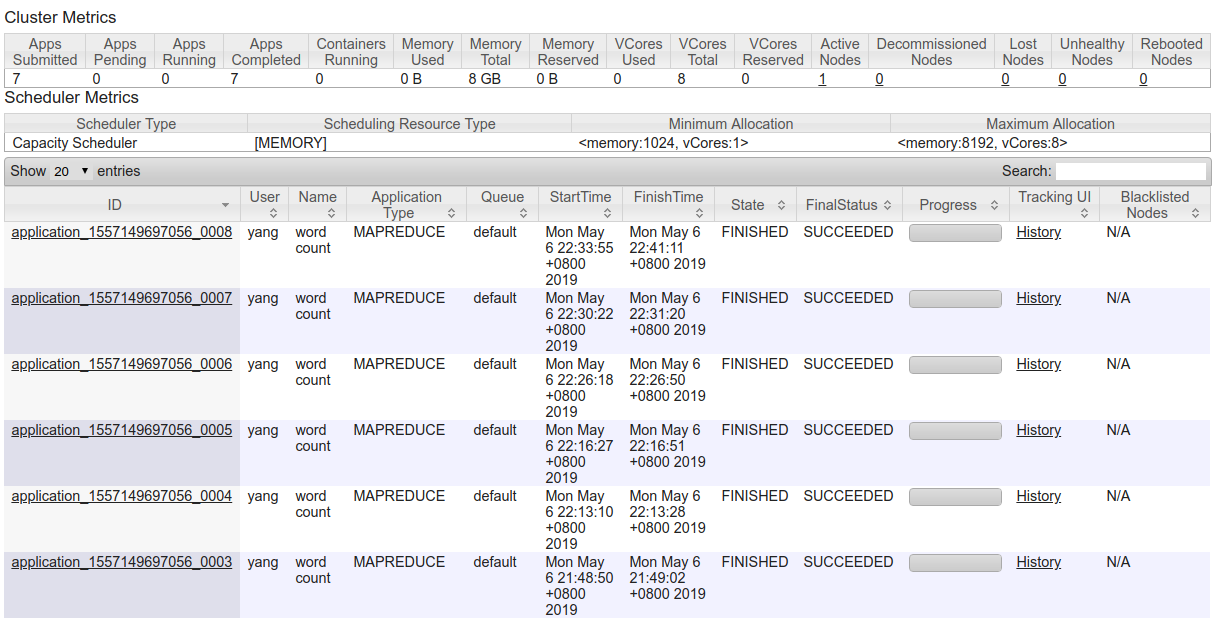 Cluster Metrics
Apps Submitted Apps Pending Apps Running Apps Completed Containers Running Memory Used Memory Total Memory Reserved VCores Used VCores Total VCores Reserved Active Nodes Decommissioned Nodes Lost Nodes Unhealthy Nodes Rebooted Nodes
7 0 0 7 0 0 B 8 GB 0 B 0 8 0 1 0 0 0 0
Scheduler Metrics
Scheduler Type Scheduling Resource Type Minimum Allocation Maximum Allocation
Capacity Scheduler [MEMORY] <memory:1024, vCores:1> <memory:8192, vCores:8>
Show 20 entries Search:
ID User Name Application Type Queue StartTime FinishTime State FinalStatus Progress Tracking UI Blacklisted Nodes
application_1557149697056_0008 yang word count MAPREDUCE default Mon May 6 22:33:55 +0800 2019 Mon May 6 22:41:11 +0800 2019 FINISHED SUCCEEDED History N/A
application_1557149697056_0007 yang word count MAPREDUCE default Mon May 6 22:30:22 +0800 2019 Mon May 6 22:31:20 +0800 2019 FINISHED SUCCEEDED History N/A
application_1557149697056_0006 yang word count MAPREDUCE default Mon May 6 22:26:18 +0800 2019 Mon May 6 22:26:50 +0800 2019 FINISHED SUCCEEDED History N/A
application_1557149697056_0005 yang word count MAPREDUCE default Mon May 6 22:16:27 +0800 2019 Mon May 6 22:16:51 +0800 2019 FINISHED SUCCEEDED History N/A
application_1557149697056_0004 yang word count MAPREDUCE default Mon May 6 22:13:10 +0800 2019 Mon May 6 22:13:28 +0800 2019 FINISHED SUCCEEDED History N/A
application_1557149697056_0003 yang word count MAPREDUCE default Mon May 6 21:48:50 +0800 2019 Mon May 6 21:49:02 +0800 2019 FINISHED SUCCEEDED History N/A